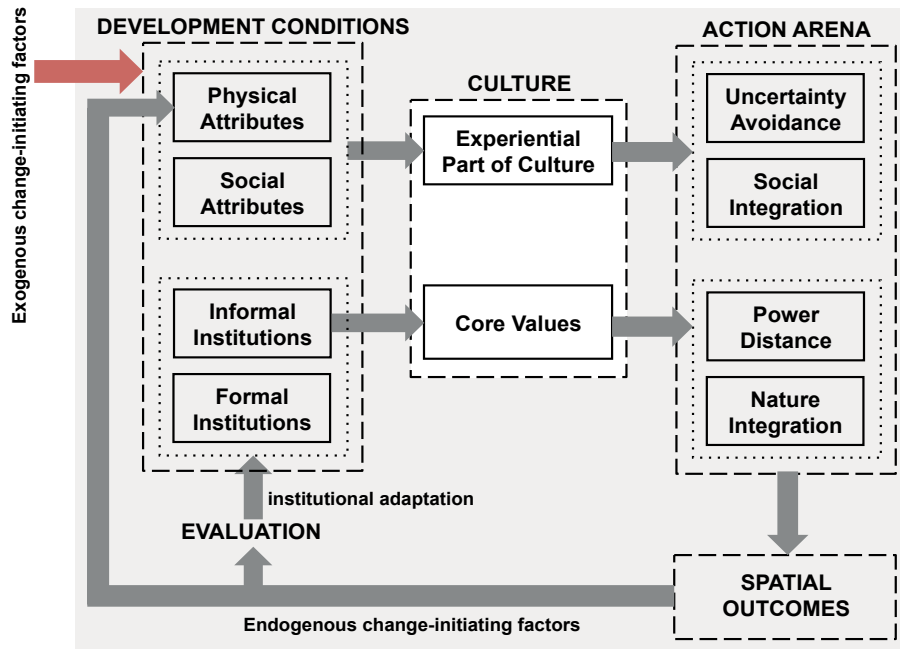 Exogenous change-initiating factors
DEVELOPMENT CONDITIONS
Physical
Attributes
Social
Attributes
Informal
Institutions
Formal
Institutions
CULTURE
Experiential
Part of Culture
Core Values
ACTION ARENA
Uncertainty
Avoidance
Social
Integration
Power
Distance
Nature
Integration
institutional adaptation
EVALUATION
SPATIAL
OUTCOMES
Endogenous change-initiating factors